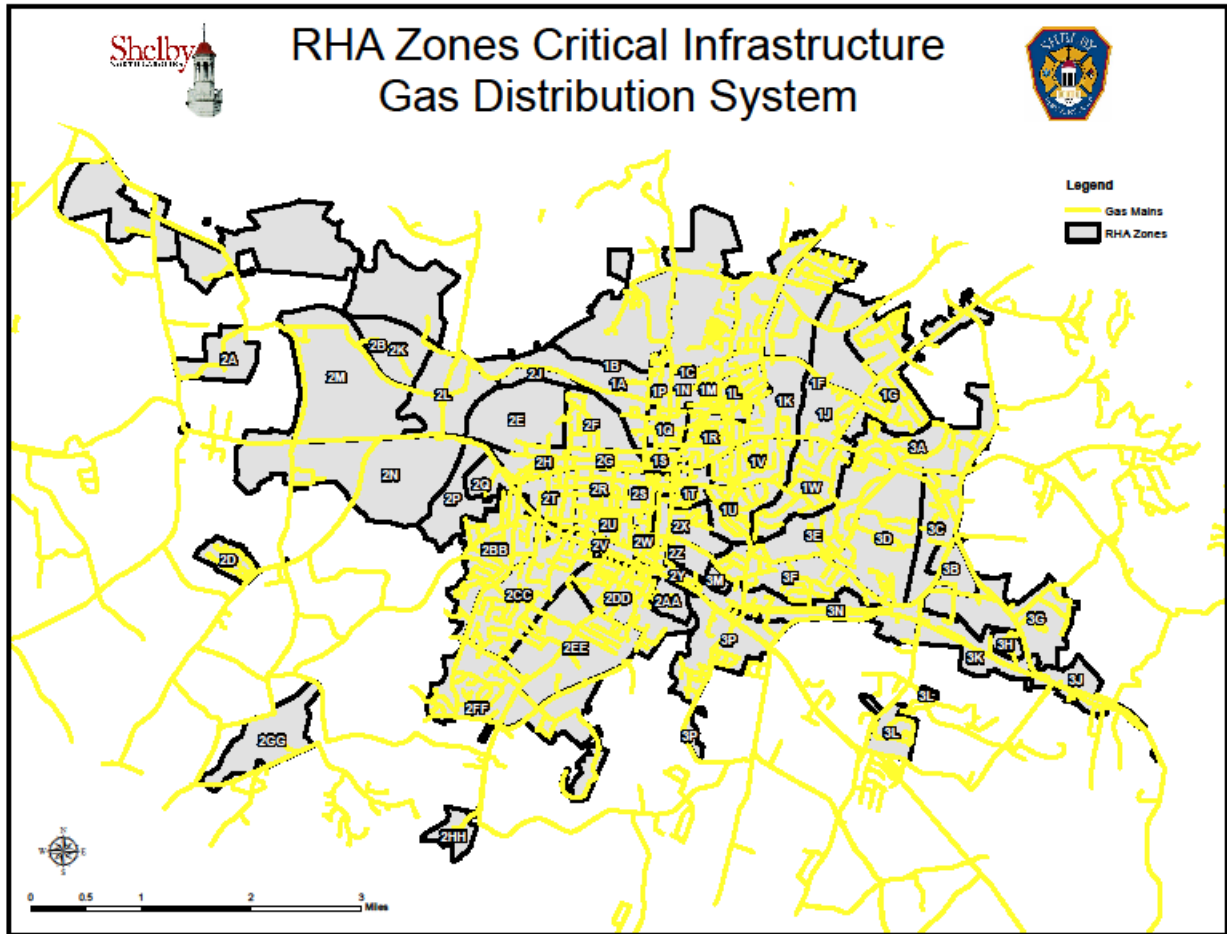 Shelby
NORTH CAROLINA
RHA Zones Critical Infrastructure
Gas Distribution System
SHELBY
Legend
Gas Mains
RHA Zones
2A
2B
2K
2M
2L
2J
1B
1A
1C
1P
1N
1M
1L
1K
1F
1J
1G
2E
2F
1Q
1R
3A
2H
2G
1S
1V
2N
2Q
2P
2T
2R
2S
1T
1W
1U
3C
2U
2X
3E
3D
2D
2BB
2V
2W
2Z
3B
2Y
3M
3F
2CC
2DD
2AA
3N
3G
3P
3H
2EE
3K
3J
3L
2FF
3L
3P
2GG
2HH
N
W
E
S
0
0.5
1
2
3
Miles